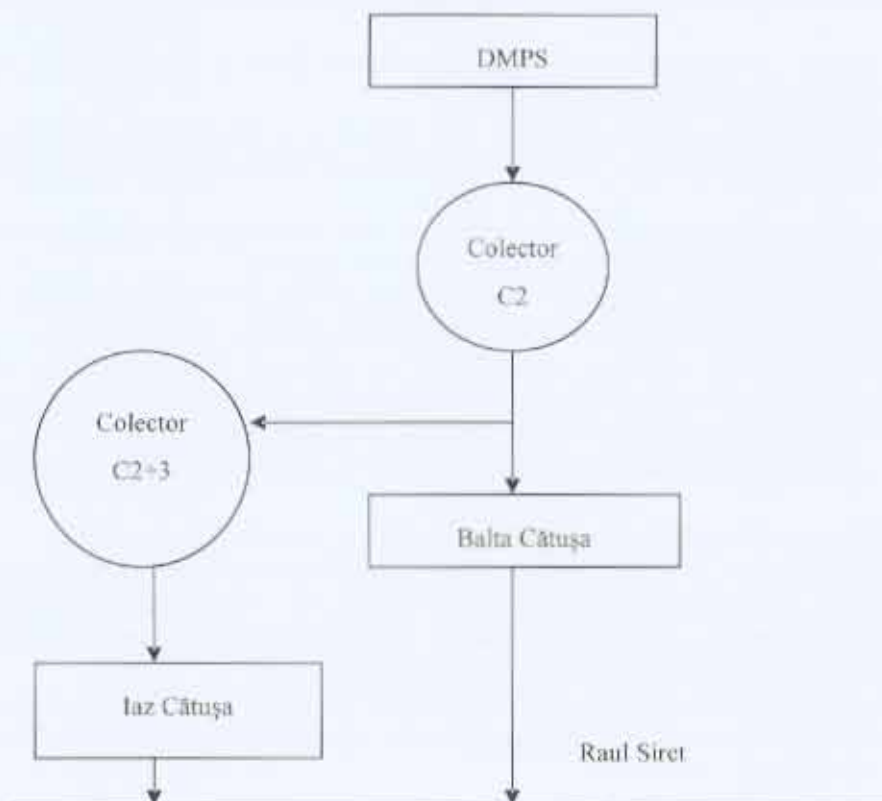 DMPS
Colector
C2
Colector
C2÷3
Balta Cătușa
Iaz Cătușa
Raul Siret